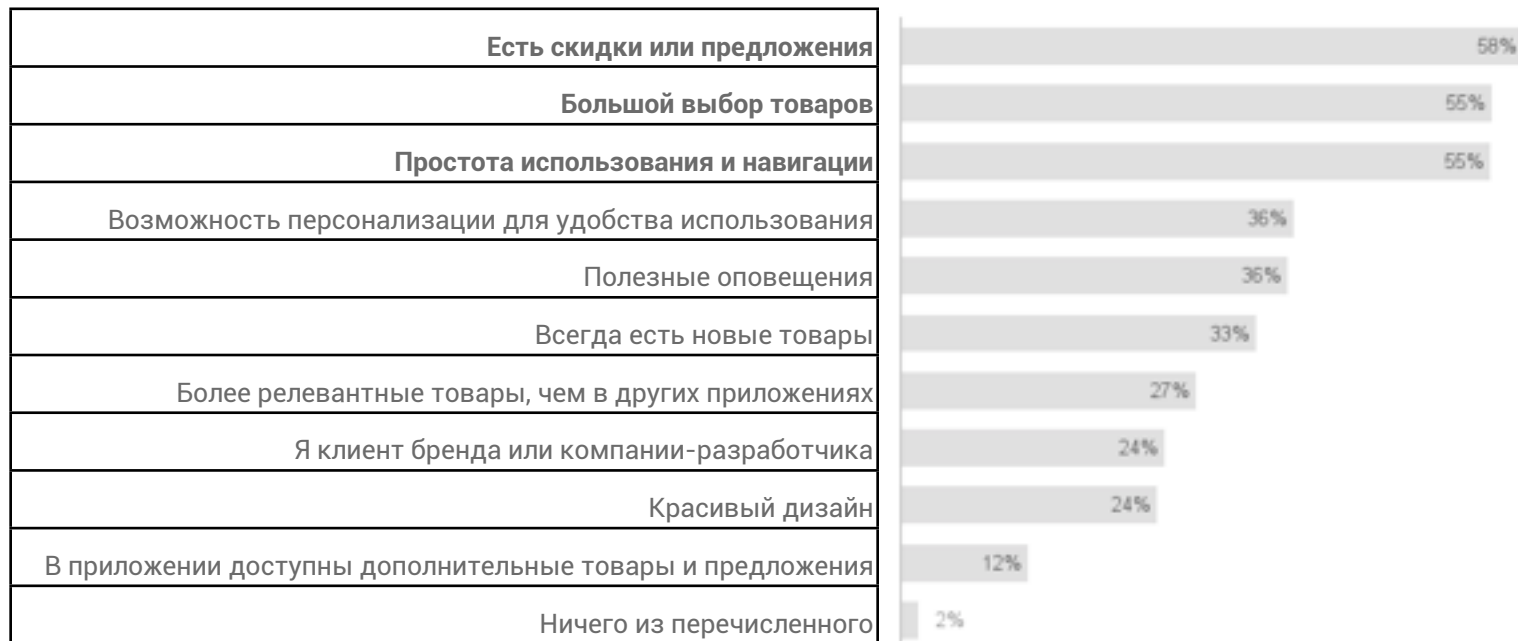 Есть скидки или предложения 58%
Большой выбор товаров 55%
Простота использования и навигации 55%
Возможность персонализации для удобства использования 36%
Полезные оповещения 36%
Всегда есть новые товары 33%
Более релевантные товары, чем в других приложениях 27%
Я клиент бренда или компании-разработчика 24%
Красивый дизайн 24%
В приложении доступны дополнительные товары и предложения 12%
Ничего из перечисленного 2%